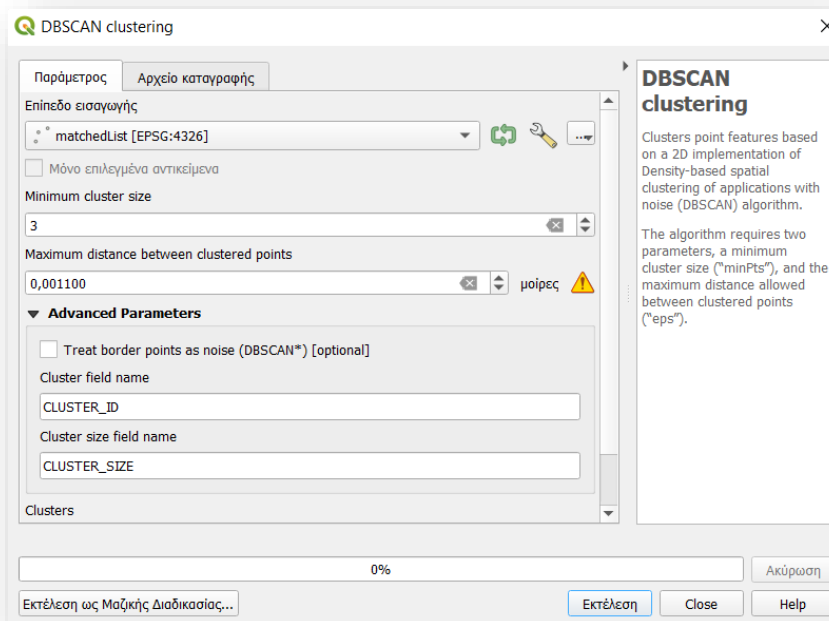 DBSCAN clustering
Παράμετρος
Αρχείο καταγραφής
Επίπεδο εισαγωγής
matchedList [EPSG:4326]
...
Μόνο επιλεγμένα αντικείμενα
Minimum cluster size
3
Maximum distance between clustered points
0,001100
μοίρες
Advanced Parameters
Treat border points as noise (DBSCAN*) [optional]
Cluster field name
CLUSTER_ID
Cluster size field name
CLUSTER_SIZE
Clusters
DBSCAN
clustering
Clusters point features based
on a 2D implementation of
Density-based spatial
clustering of applications with
noise (DBSCAN) algorithm.
The algorithm requires two
parameters, a minimum
cluster size (“minPts”), and the
maximum distance allowed
between clustered points
(“eps”).
0%
Ακύρωση
Εκτέλεση ως Μαζικής Διαδικασίας...
Εκτέλεση
Close
Help